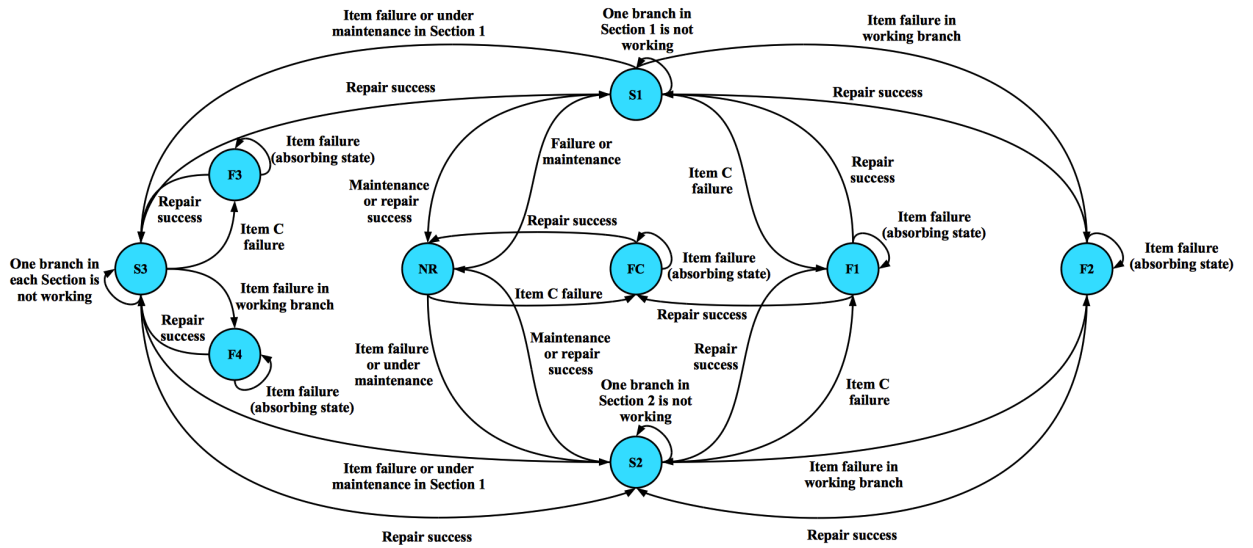 Item failure or under
maintenance in Section 1
One branch in
Section 1 is not
working
Item failure in
working branch
Repair success
S1
Repair success
Item failure
(absorbing state)
F3
Failure or
maintenance
Repair
success
Item C
failure
Maintenance
or repair
success
Item C
failure
Repair
success
Repair success
Item failure
(absorbing state)
One branch in
each Section is
not working
S3
NR
FC
Item failure
(absorbing state)
F1
F2
Item failure
(absorbing state)
Item failure in
working branch
Item C failure
Repair success
Repair
success
F4
Item failure
or under
maintenance
Maintenance
or repair
success
Repair
success
Item failure
(absorbing state)
One branch in
Section 2 is not
working
Item C
failure
S2
Item failure or under
maintenance in Section 1
Item failure in
working branch
Repair success
Repair success